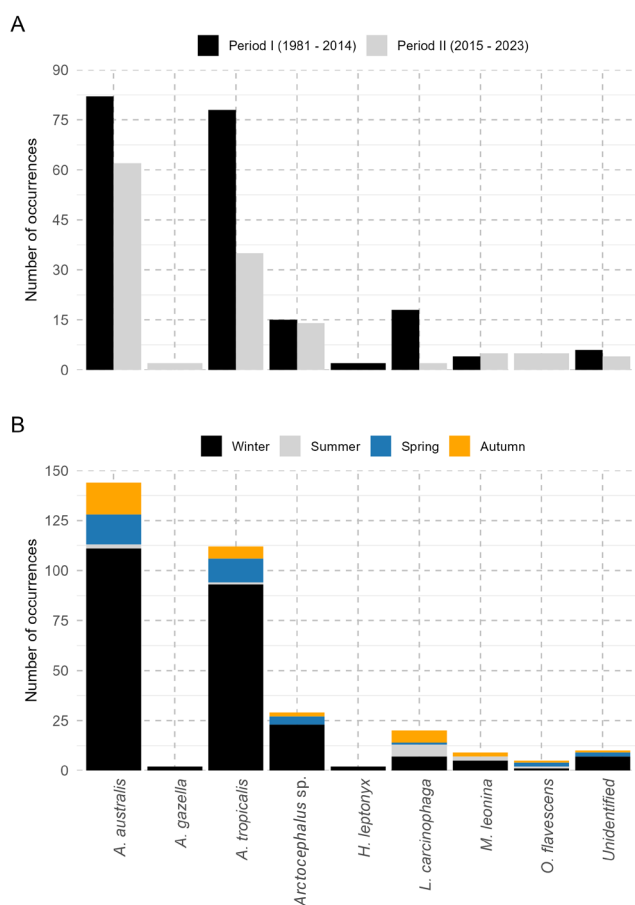 A
Period I (1981 - 2014) Period II (2015 - 2023)
Number of occurrences
90
75
60
45
30
15
0
B
Winter Summer Spring Autumn
Number of occurrences
150
125
100
75
50
25
0
A. australis
A. gazella
A. tropicalis
Arctocephalus sp.
H. leptonyx
L. carcinophaga
M. leonina
O. flavescens
Unidentified